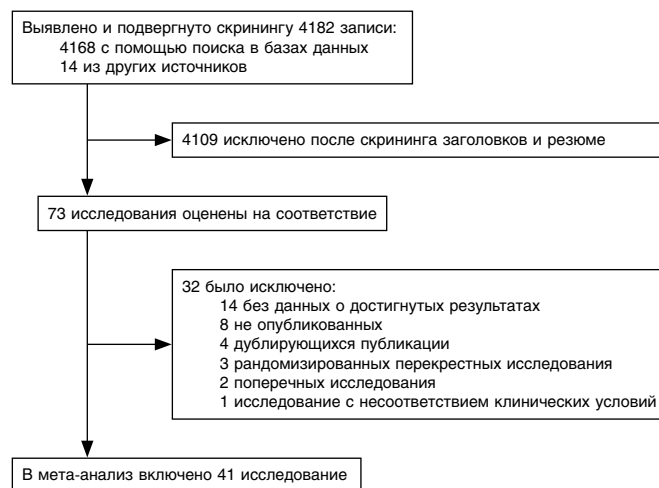 Выявлено и подвергнуто скринингу 4182 записи:
4168 с помощью поиска в базах данных
14 из других источников
4109 исключено после скрининга заголовков и резюме
73 исследования оценены на соответствие
32 было исключено:
14 без данных о достигнутых результатах
8 не опубликованных
4 дублирующихся публикации
3 рандомизированных перекрестных исследования
2 поперечных исследования
1 исследование с несоответствием клинических условий
В мета-анализ включено 41 исследование